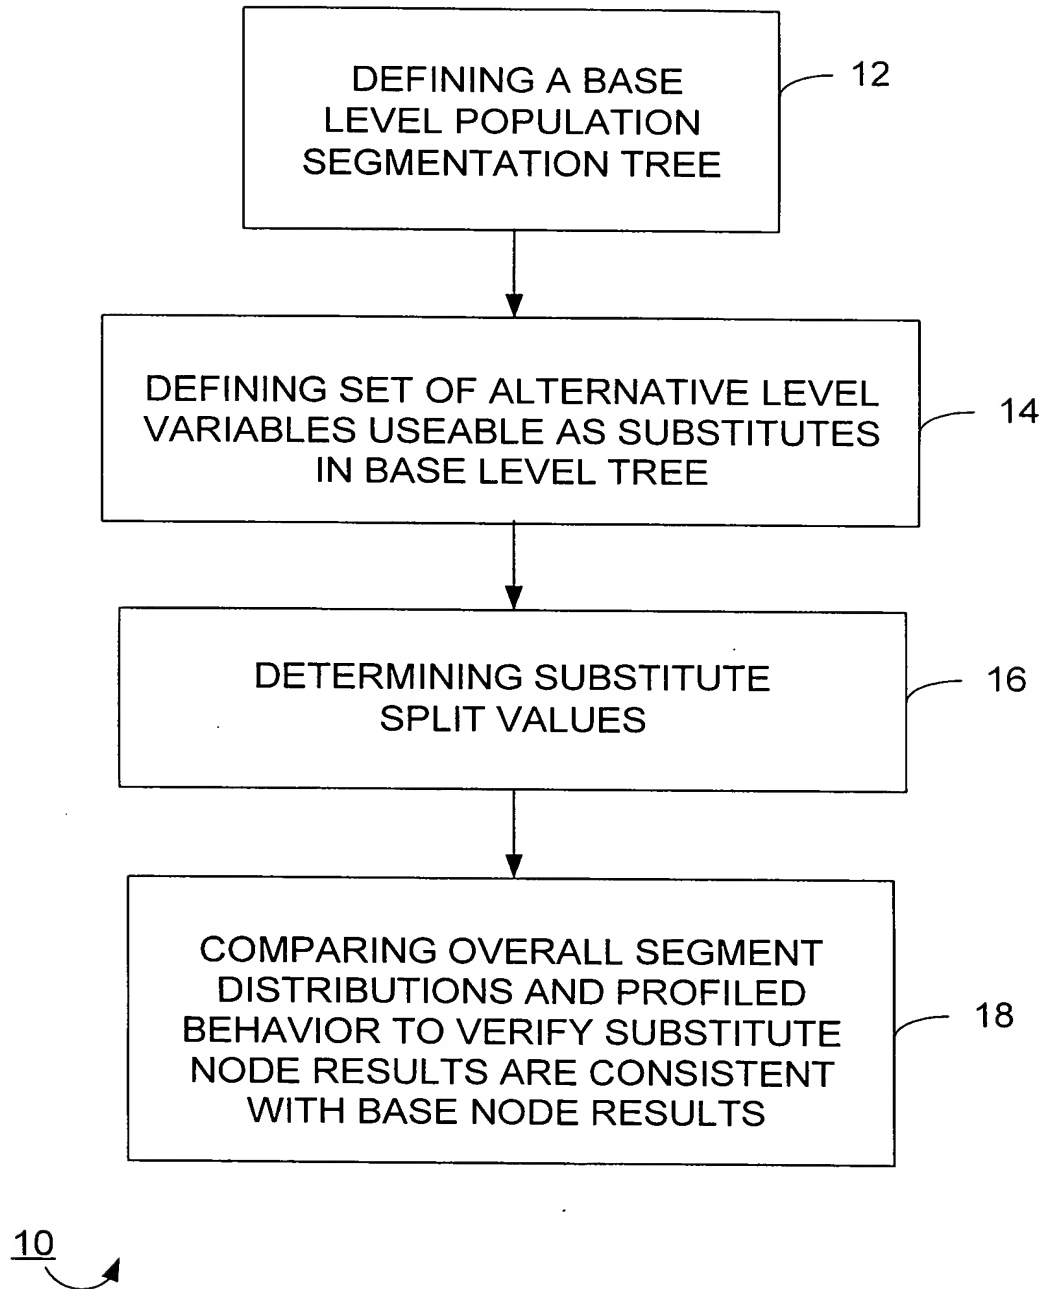 DEFINING A BASE
LEVEL POPULATION
SEGMENTATION TREE
12
DEFINING SET OF ALTERNATIVE LEVEL
VARIABLES USEABLE AS SUBSTITUTES
IN BASE LEVEL TREE
14
DETERMINING SUBSTITUTE
SPLIT VALUES
16
COMPARING OVERALL SEGMENT
DISTRIBUTIONS AND PROFILED
BEHAVIOR TO VERIFY SUBSTITUTE
NODE RESULTS ARE CONSISTENT
WITH BASE NODE RESULTS
18
10